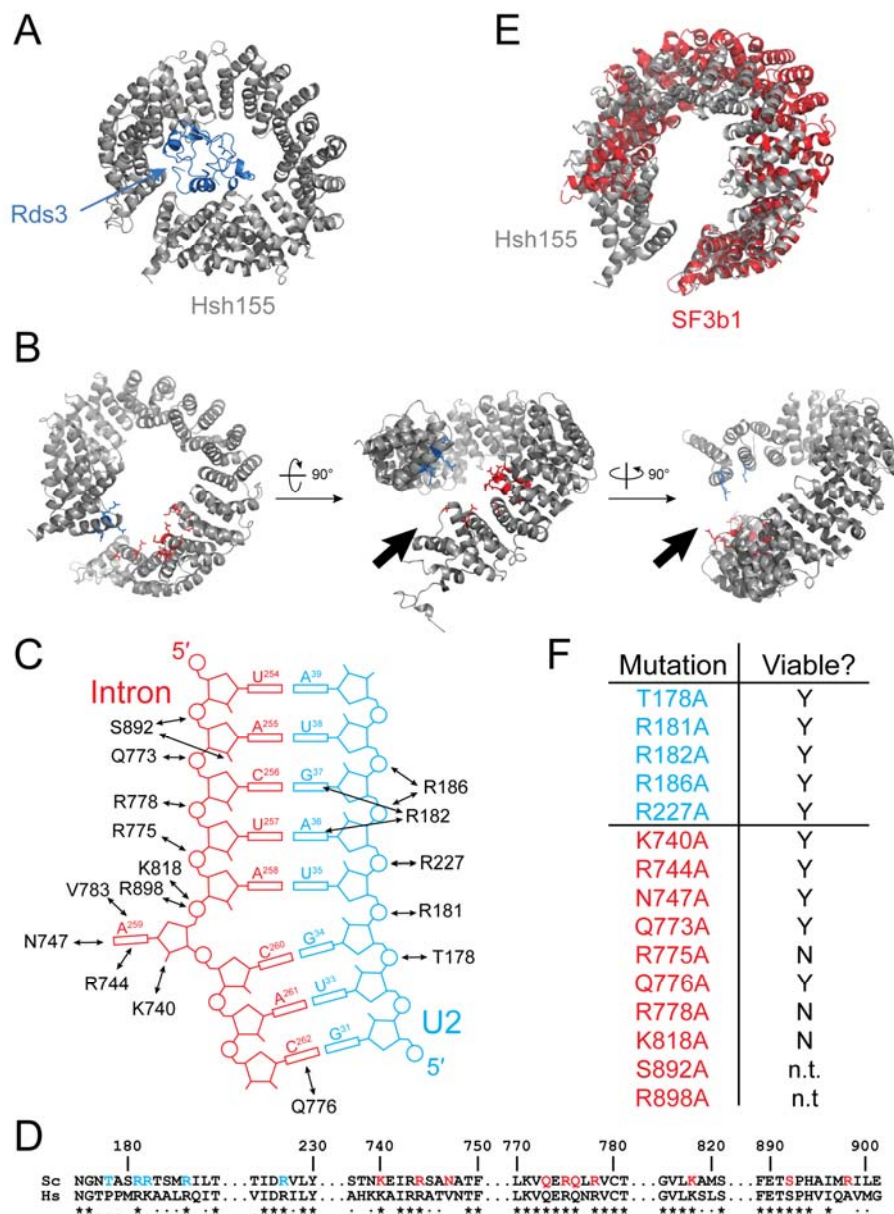 A
Rds3
Hsh155
E
Hsh155
SF3b1
B
90°
90°
C
5′
Intron
U254
A39
A255
U38
C256
G37
U257
A36
A258
U35
A259
C260
G34
A261
U33
C262
G31
U2
5′
S892
Q773
R778
R775
K818
V783
R898
N747
R744
K740
Q776
R186
R182
R227
R181
T178
F
Mutation Viable?
T178A Y
R181A Y
R182A Y
R186A Y
R227A Y
K740A Y
R744A Y
N747A Y
Q773A Y
R775A N
Q776A Y
R778A N
K818A N
S892A n.t.
R898A n.t
D
180 230 740 750 770 780 820 890 900
Sc NGNTASRRTSMRILT...TIDRVLY...STNKEIRRSANATF...LKVQERQLRVCT...GVLKAMS...FETSPHAIMRILE
Hs NGTPPMRKAALRQIT...VIDRILY...AHKKAIRRATVNTF...LKVQERQNRVCT...GVLKSLS...FETSPHVIQAVMG